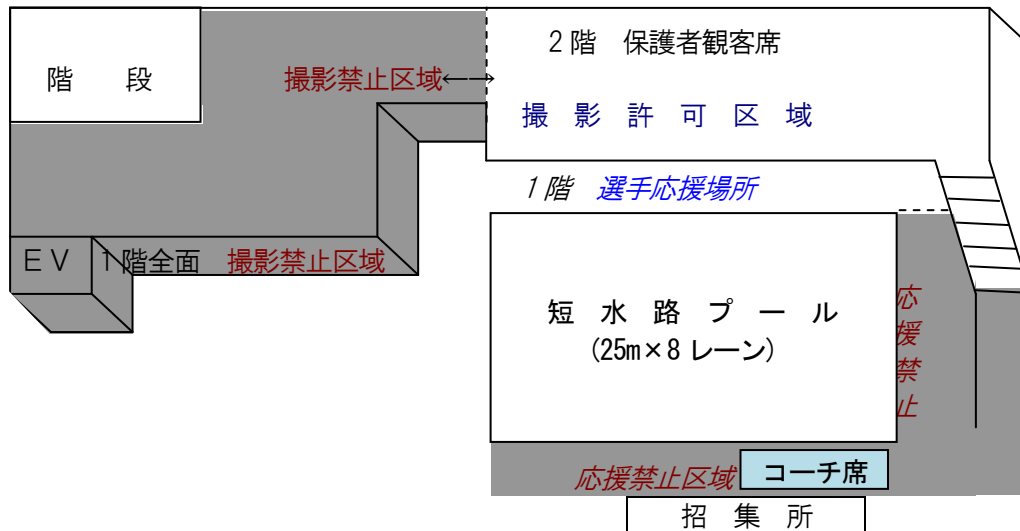 2階 保護者観客席
階 段
撮影禁止区域←→
撮 影 許 可 区 域
1階 選手応援場所
EV
1階全面 撮影禁止区域
短 水 路 プ ー ル
(25m×8 レーン)
応援禁止
応援禁止区域
コーチ席
招 集 所